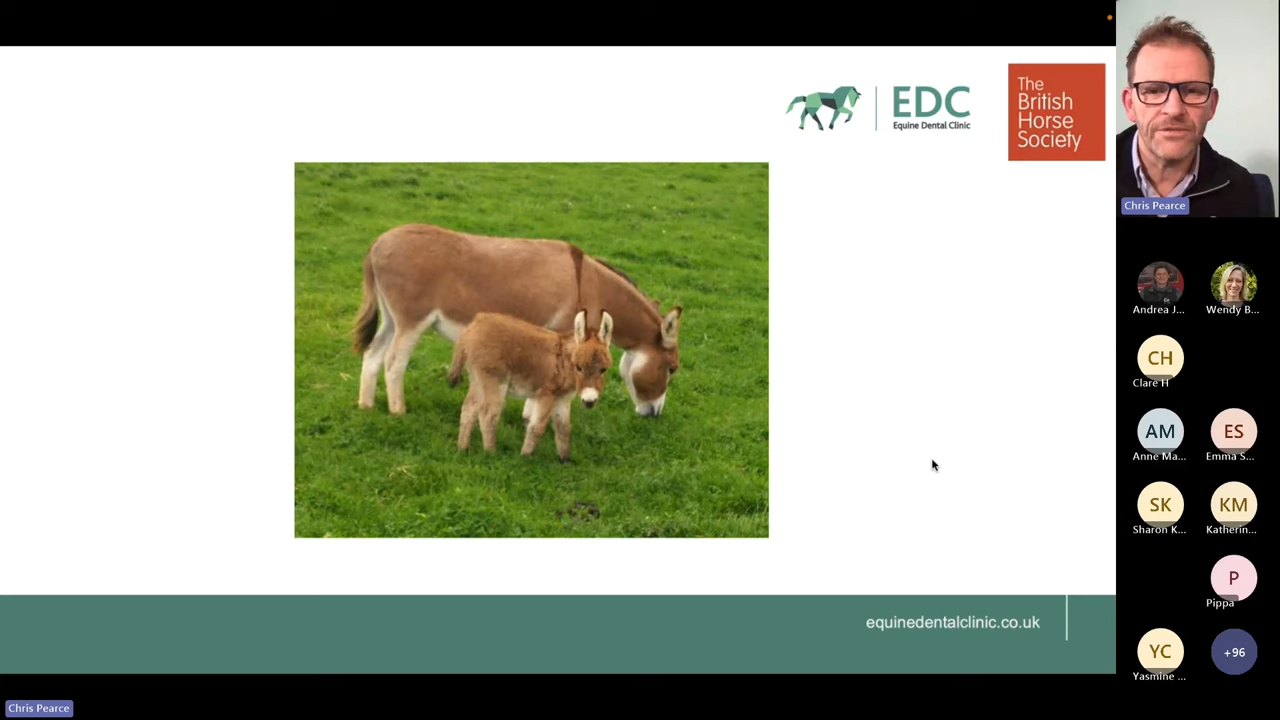 EDC
Equine Dental Clinic
The
British
Horse
Society
equinedentalclinic.co.uk
Chris Pearce
Andrea J...
Wendy B...
CH
Clare H
AM
Anne Ma...
ES
Emma S...
SK
Sharon K...
KM
Katherin...
P
Pippa
YC
Yasmine ...
+96
Chris Pearce